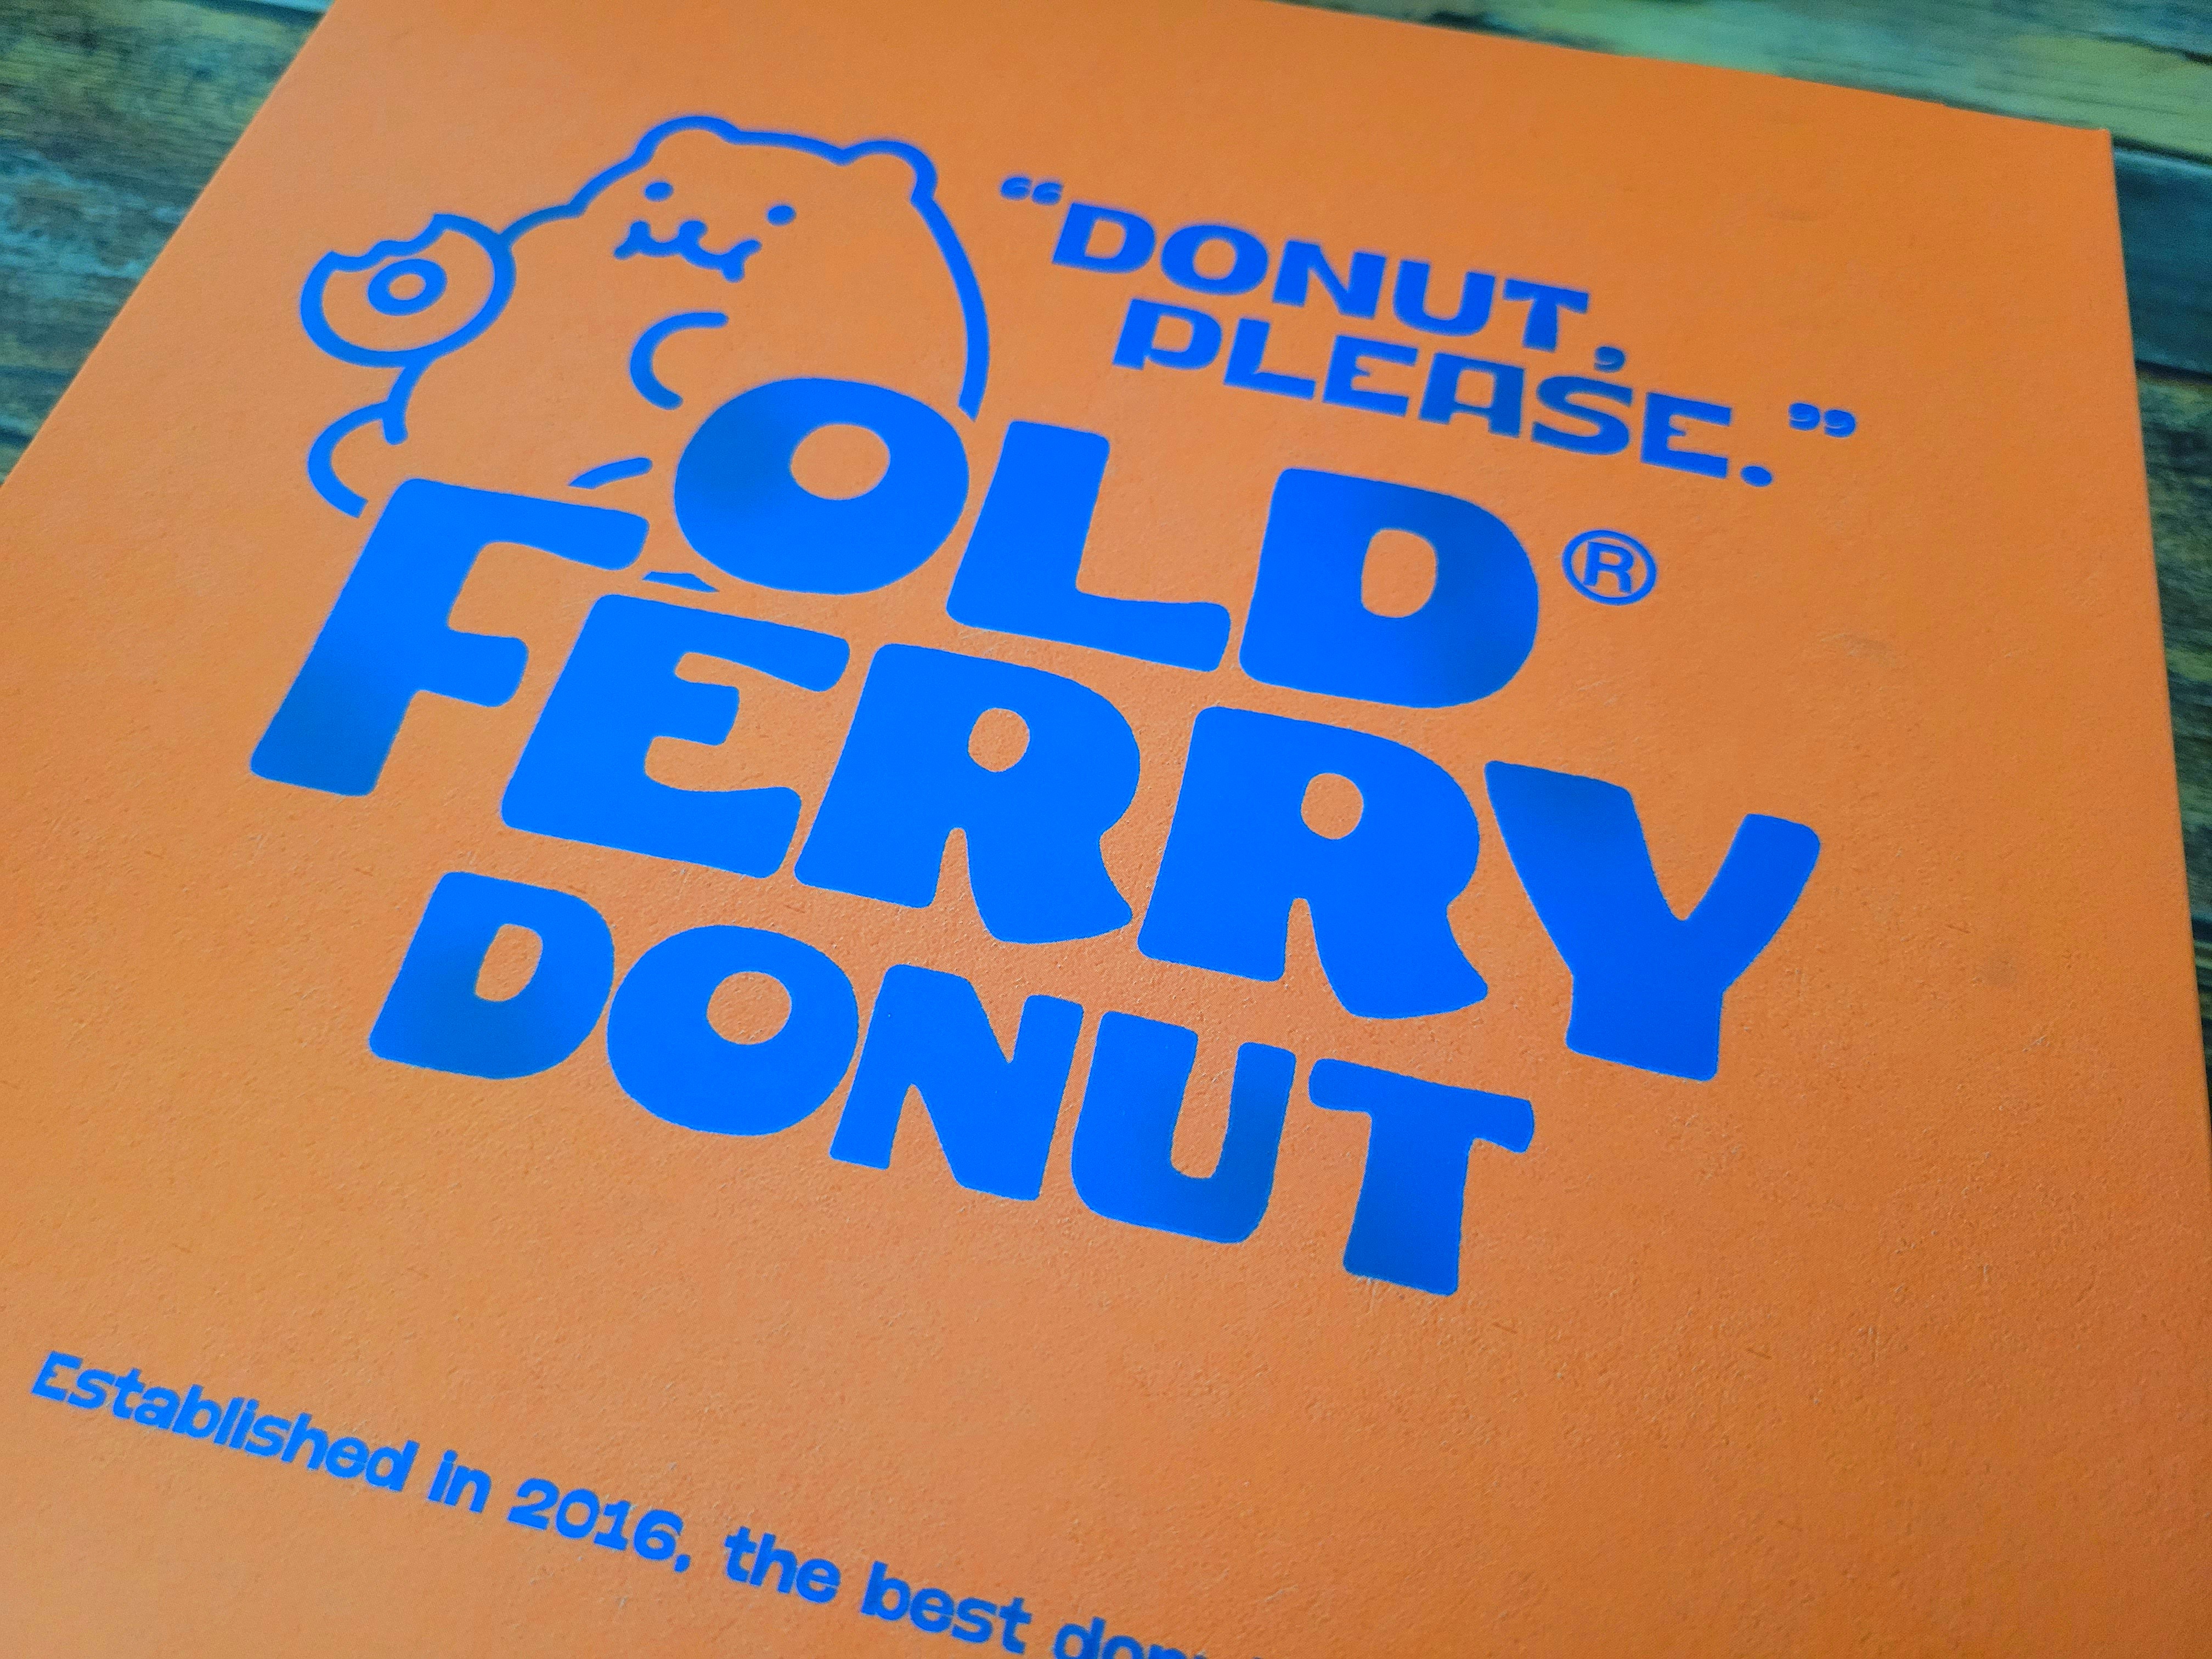 “DONUT,
PLEASE.”
OLD®
FERRY
DONUT
Established in 2016, the best